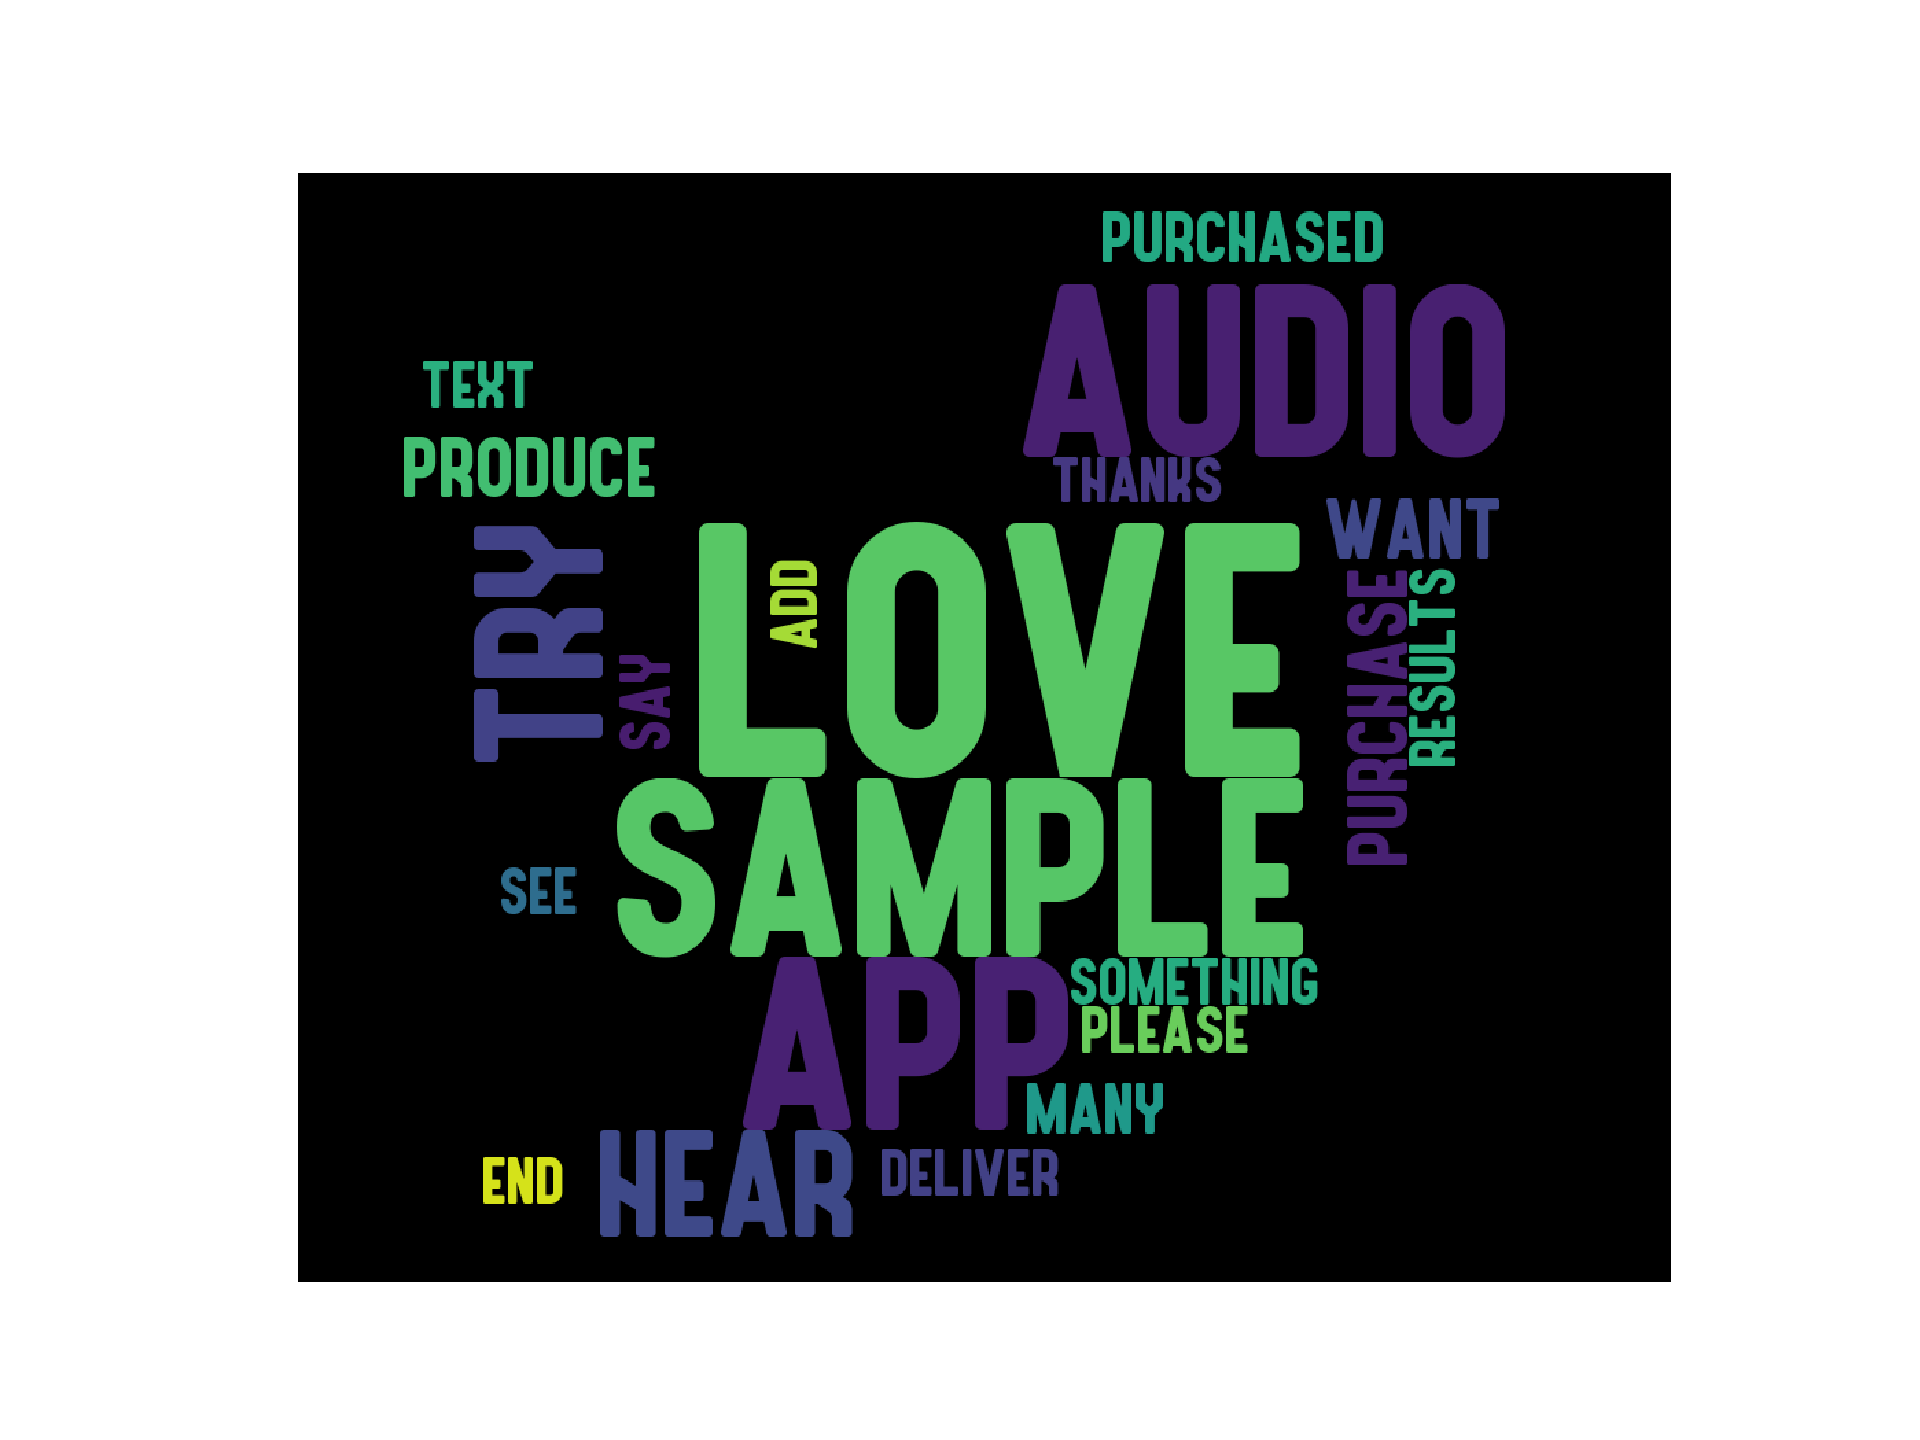 PURCHASED
AUDIO
TEXT
PRODUCE
THANKS
WANT
TRY
SAY
ADD
LOVE
PURCHASE
RESULTS
SAMPLE
SEE
APP
SOMETHING
PLEASE
MANY
END
HEAR
DELIVER